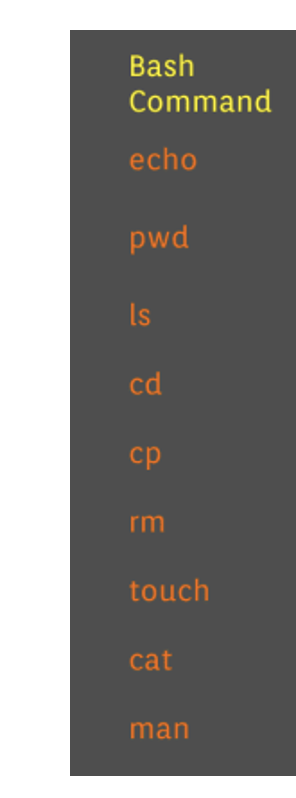 Bash
Command
echo
pwd
ls
cd
cp
rm
touch
cat
man